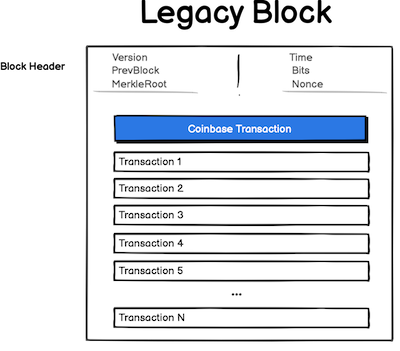 Legacy Block
Block Header
Version
PrevBlock
MerkleRoot
Time
Bits
Nonce
Coinbase Transaction
Transaction 1
Transaction 2
Transaction 3
Transaction 4
Transaction 5
...
Transaction N